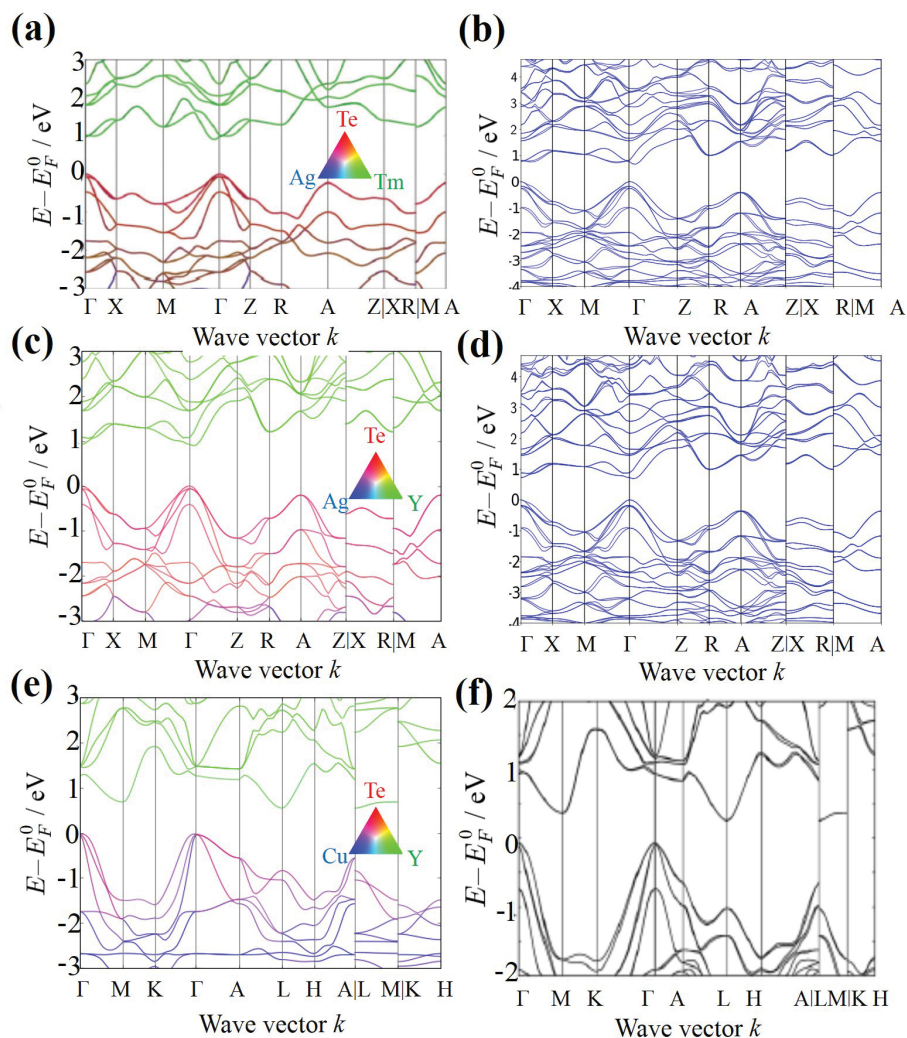 (a)
3
2
1
0
-1
-2
-3
E−E_F^0 / eV
Te
Ag
Tm
Γ X M Γ Z R A Z|XR|M A
Wave vector k
(b)
4
3
2
1
0
-1
-2
-3
-4
E−E_F^0 / eV
Γ X M Γ Z R A Z|X R|M A
Wave vector k
(c)
3
2
1
0
-1
-2
-3
E−E_F^0 / eV
Te
Ag
Y
Γ X M Γ Z R A Z|X R|M A
Wave vector k
(d)
4
3
2
1
0
-1
-2
-3
-4
E−E_F^0 / eV
Γ X M Γ Z R A Z|X R|M A
Wave vector k
(e)
3
2
1
0
-1
-2
-3
E−E_F^0 / eV
Te
Cu
Y
Γ M K Γ A L H A|L M|K H
Wave vector k
(f)
2
1
0
-1
-2
E−E_F^0 / eV
Γ M K Γ A L H A|LM|K H
Wave vector k